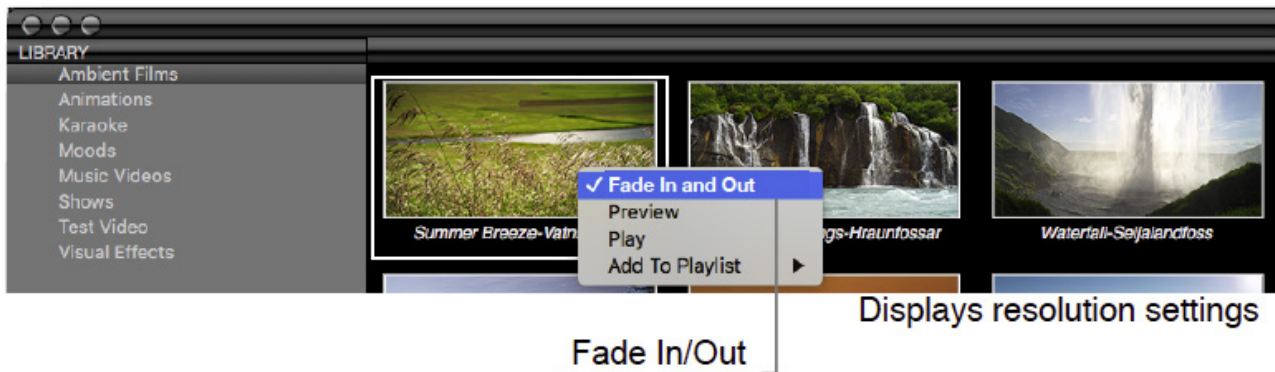 LIBRARY
Ambient Films
Animations
Karaoke
Moods
Music Videos
Shows
Test Video
Visual Effects
✓ Fade In and Out
Preview
Play
Add To Playlist
Summer Breeze-Vatn
gs-Hraunfossar
Waterfall-Seljalandfoss
Displays resolution settings
Fade In/Out